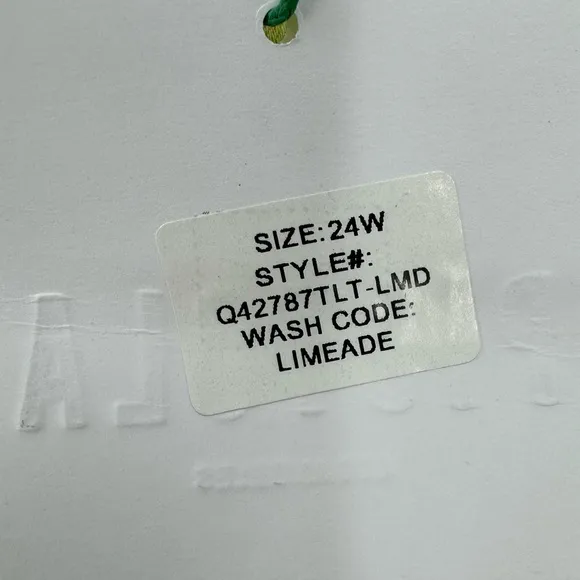 SIZE: 24W
STYLE#:
Q42787TLT-LMD
WASH CODE:
LIMEADE